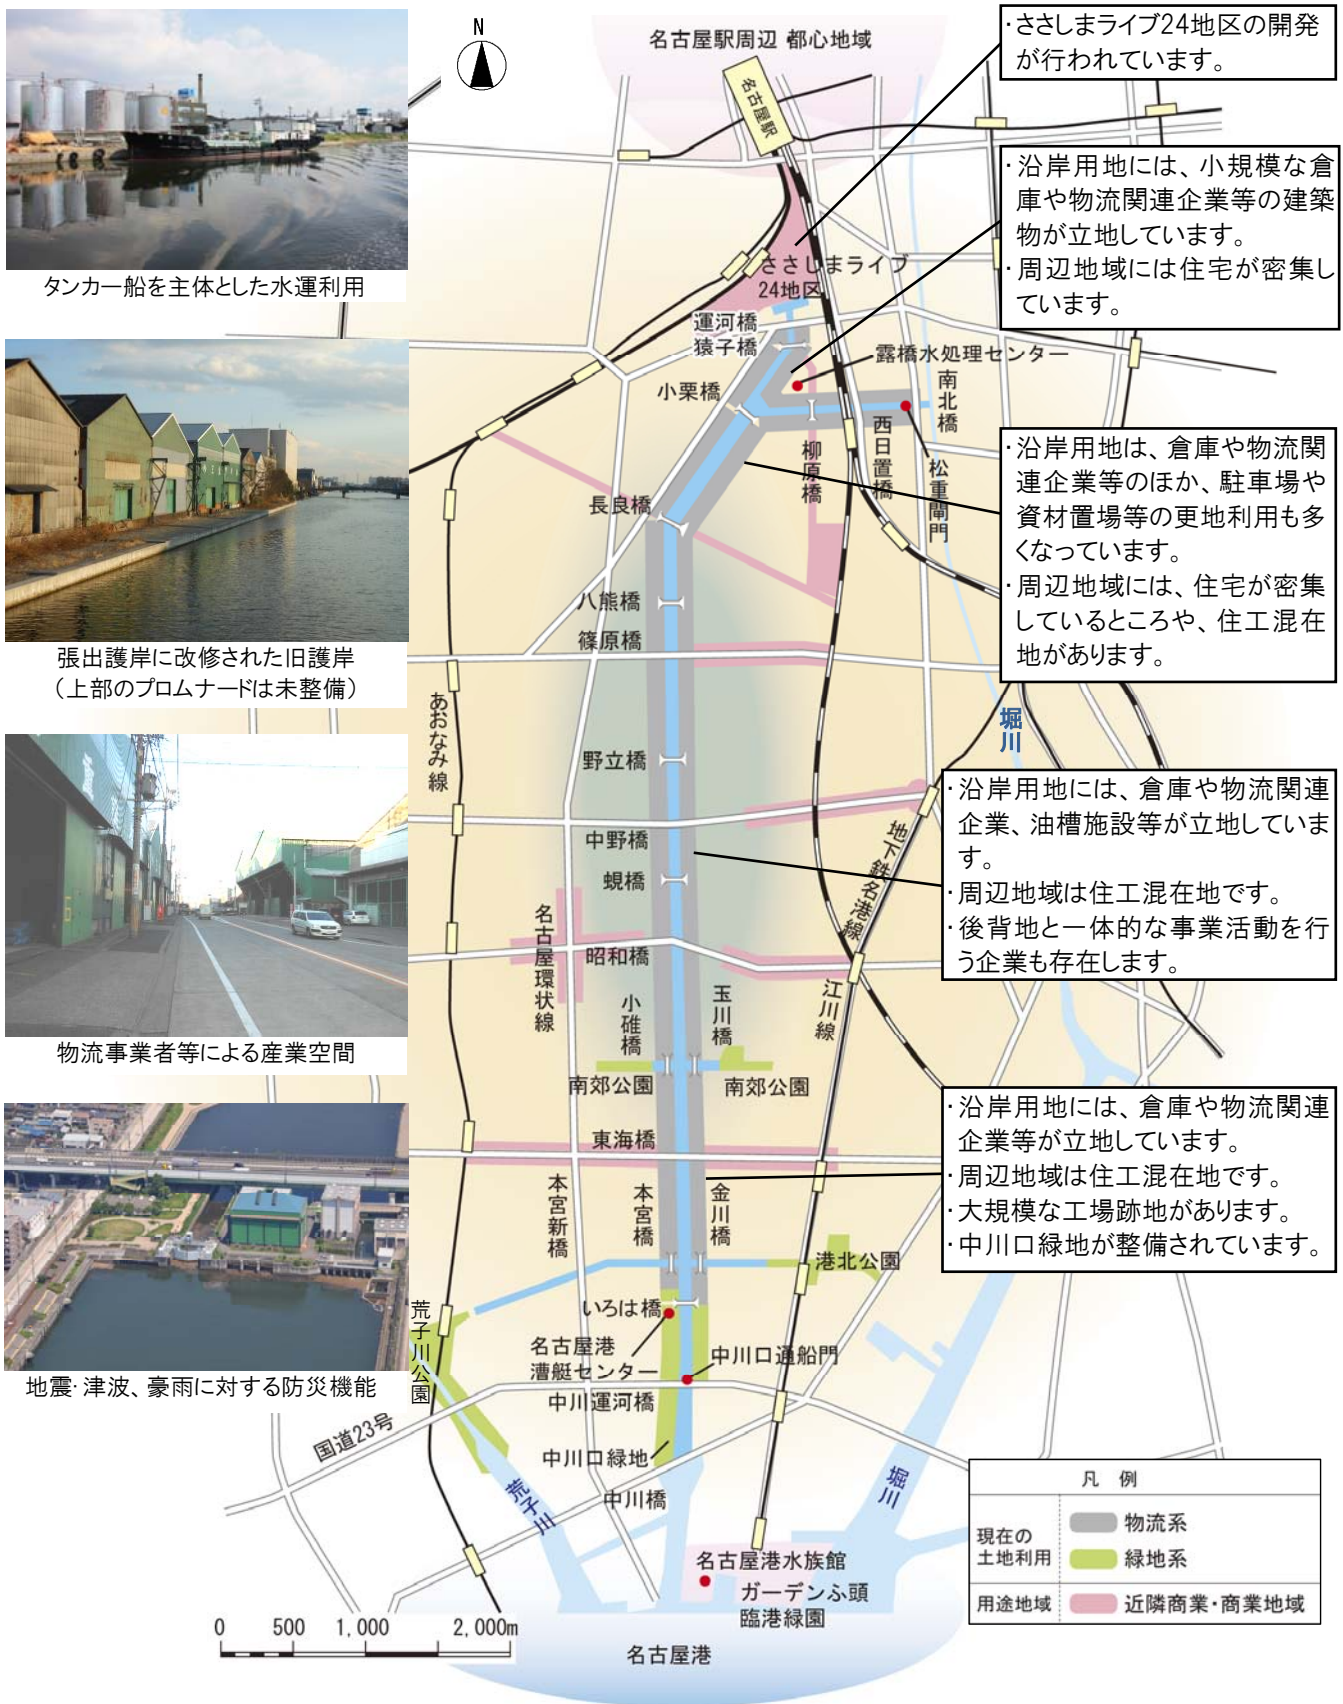 N
名古屋駅周辺 都心地域
名古屋駅
・ささしまライブ24地区の開発
が行われています。
・沿岸用地には、小規模な倉
庫や物流関連企業等の建築
物が立地しています。
・周辺地域には住宅が密集し
ています。
・沿岸用地は、倉庫や物流関
連企業等のほか、駐車場や
資材置場等の更地利用も多
くなっています。
・周辺地域には、住宅が密集
しているところや、住工混在
地があります。
・沿岸用地には、倉庫や物流関連
企業、油槽施設等が立地していま
す。
・周辺地域は住工混在地です。
・後背地と一体的な事業活動を行
う企業も存在します。
・沿岸用地には、倉庫や物流関連
企業等が立地しています。
・周辺地域は住工混在地です。
・大規模な工場跡地があります。
・中川口緑地が整備されています。
タンカー船を主体とした水運利用
張出護岸に改修された旧護岸
（上部のプロムナードは未整備）
物流事業者等による産業空間
地震・津波、豪雨に対する防災機能
ささしまライブ
24地区
運河橋
猿子橋
露橋水処理センター
小栗橋
南北橋
柳原橋
西日置橋
松重閘門
長良橋
八熊橋
篠原橋
あおなみ線
堀川
野立橋
中野橋
蜆橋
地下鉄名港線
名古屋環状線
昭和橋
小碓橋
玉川橋
江川線
南郊公園
南郊公園
東海橋
本宮新橋
本宮橋
金川橋
港北公園
いろは橋
荒子川公園
名古屋港
漕艇センター
中川口通船門
中川運河橋
国道23号
中川口緑地
荒子川
中川橋
堀川
名古屋港水族館
ガーデンふ頭
臨港緑園
名古屋港
0 500 1,000 2,000m
凡 例
現在の
土地利用
物流系
緑地系
用途地域
近隣商業・商業地域